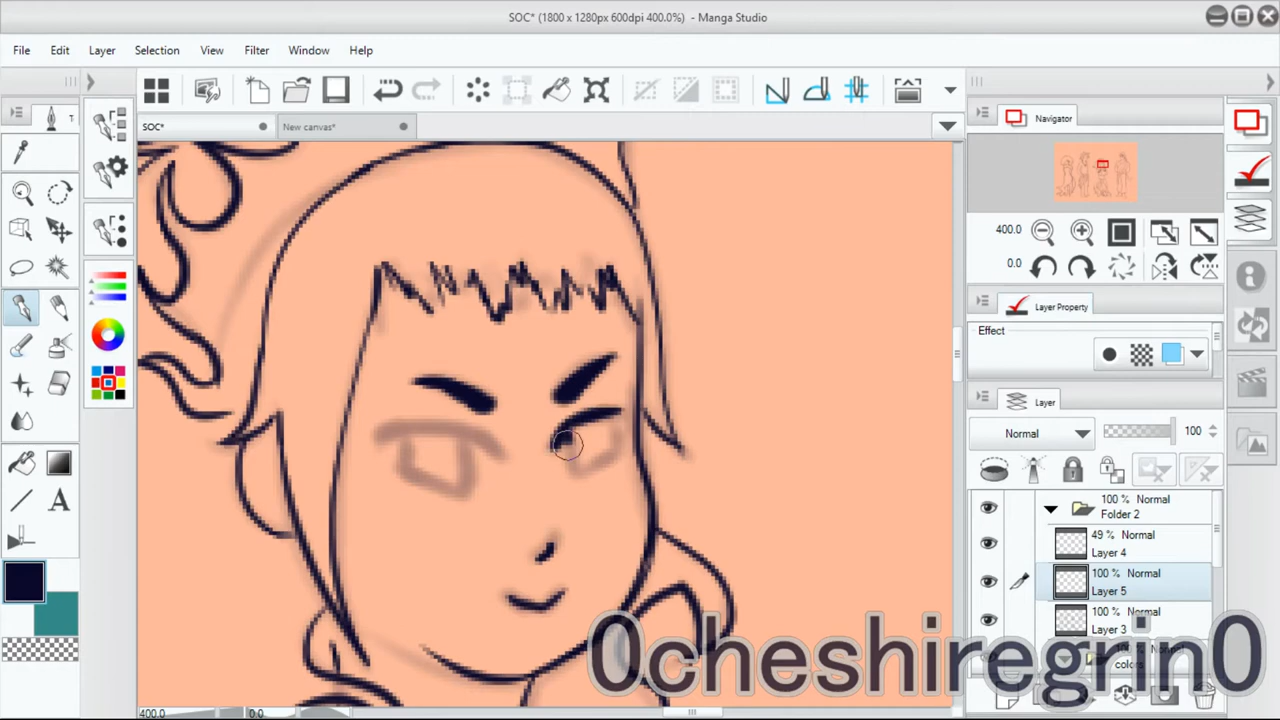 SOC* (1800 x 1280px 600dpi 400.0%) - Manga Studio
File Edit Layer Selection View Filter Window Help
SOC*
New canvas*
Navigator
400.0
0.0
Layer Property
Effect
Layer
Normal
100
100 % Normal
Folder 2
49 % Normal
Layer 4
100 % Normal
Layer 5
100 % Normal
Layer 3
colors
0cheshiregrin0
400.0
0.0